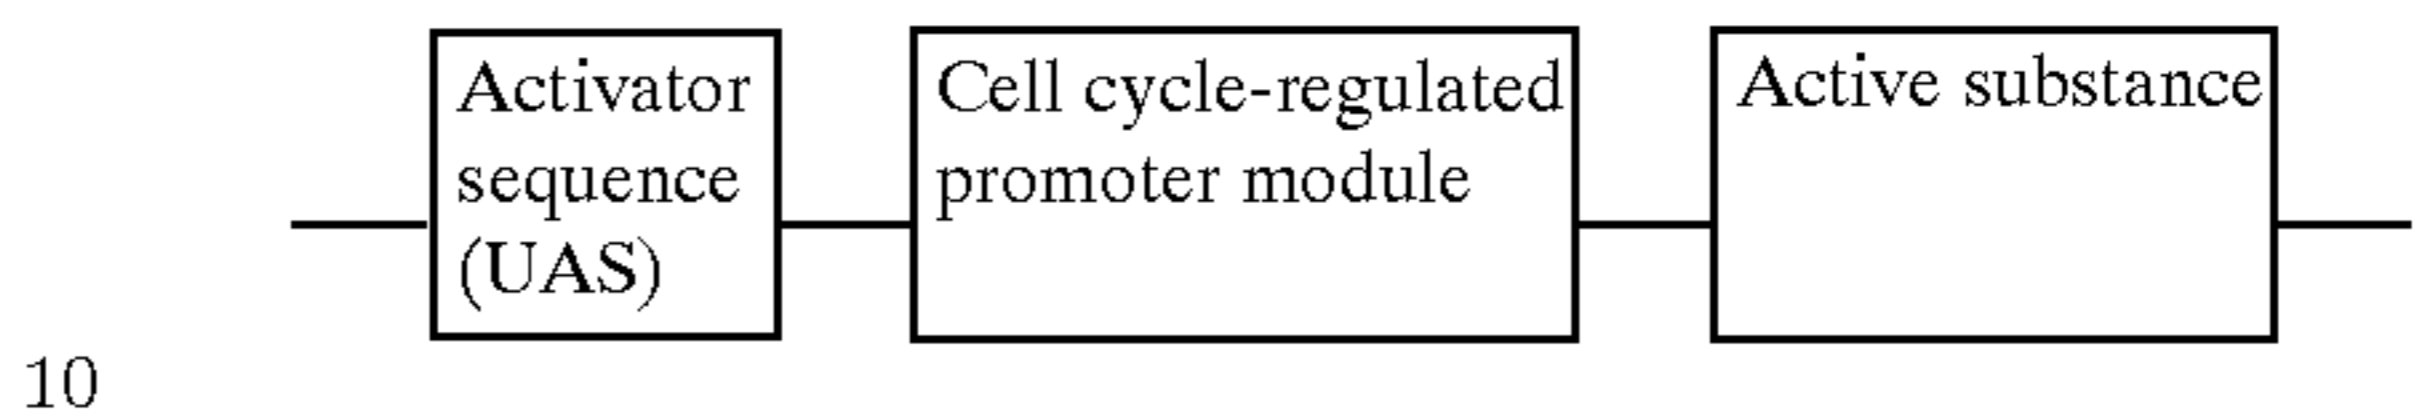 Activator
sequence
(UAS)
Cell cycle-regulated
promoter module
Active substance
10